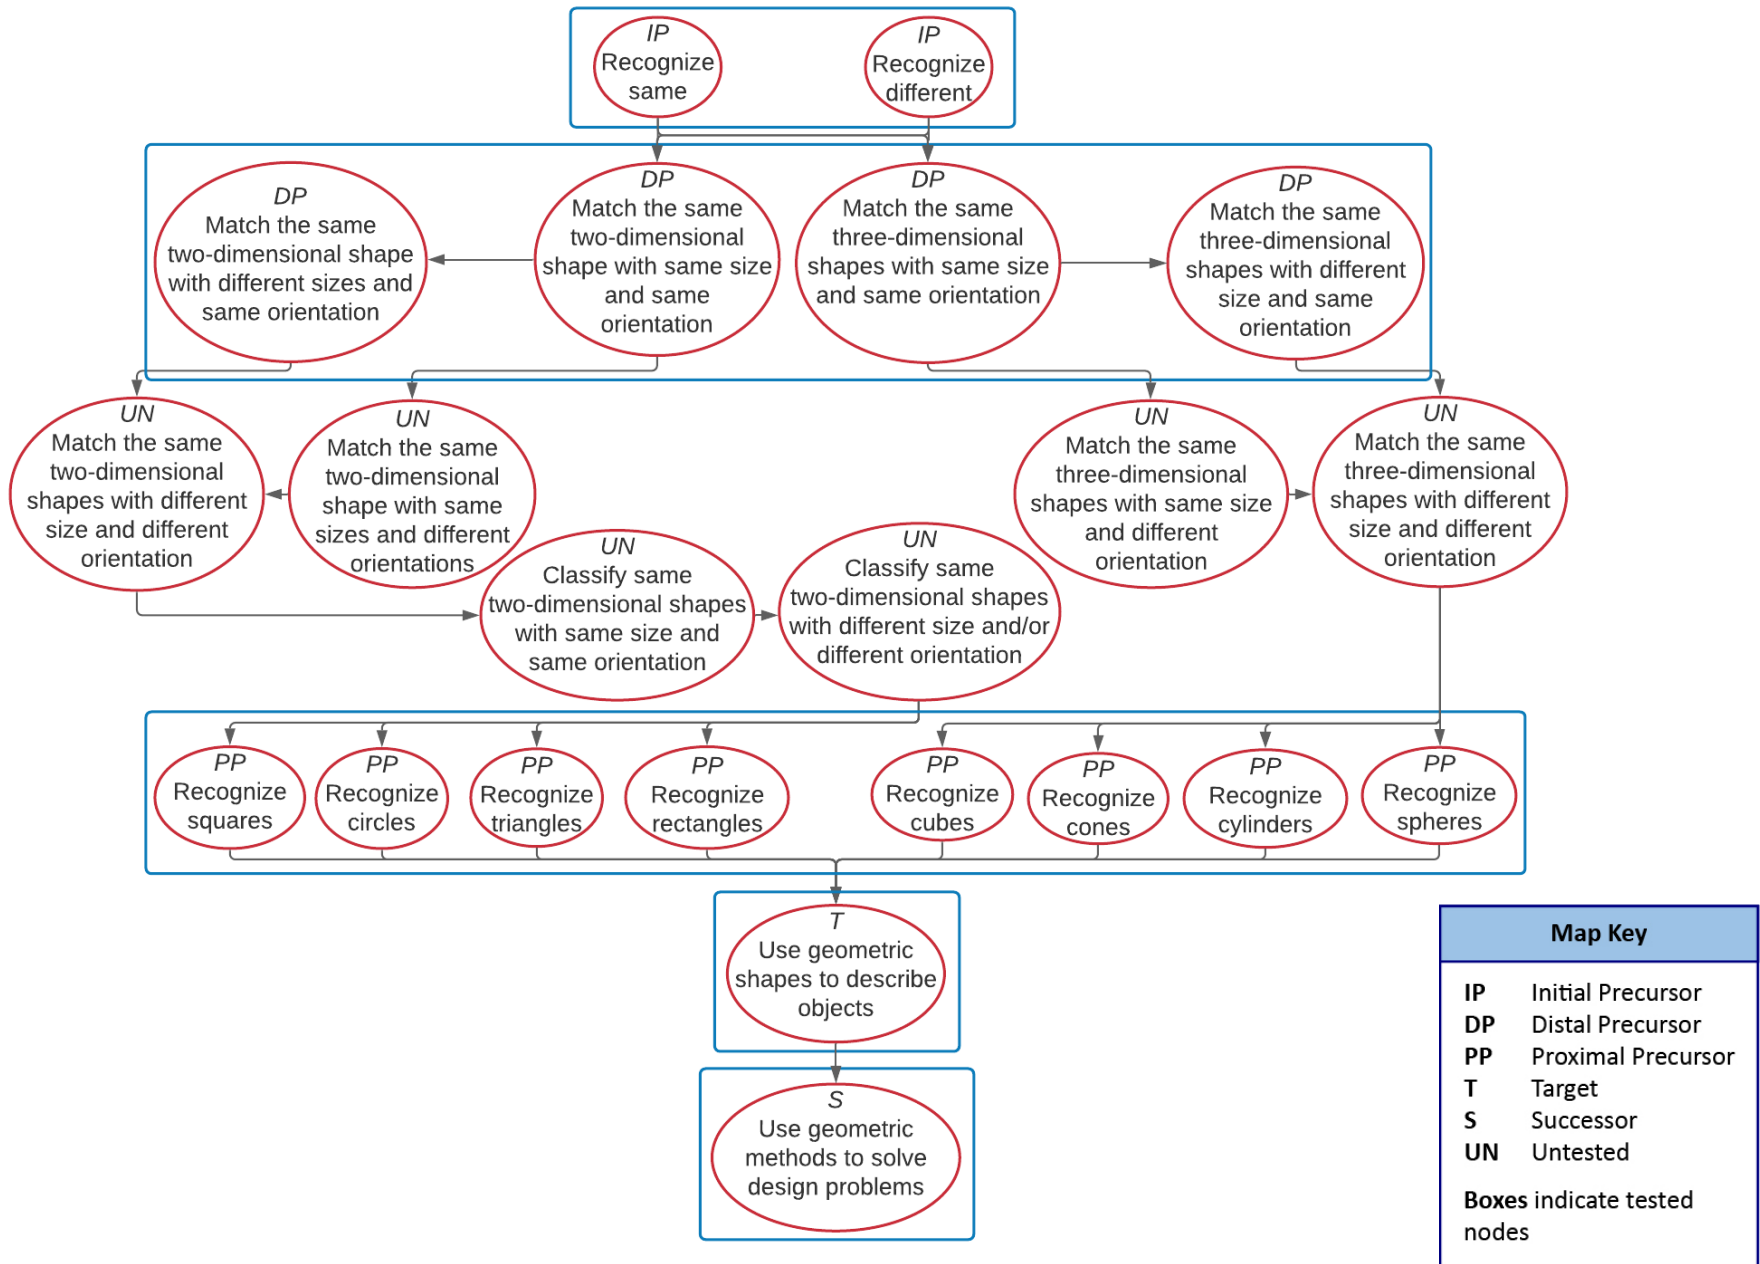 IP
Recognize
same
IP
Recognize
different
DP
Match the same
two-dimensional shape
with different sizes and
same orientation
DP
Match the same
two-dimensional
shape with same size
and same
orientation
DP
Match the same
three-dimensional
shapes with same size
and same orientation
DP
Match the same
three-dimensional
shapes with different
size and same
orientation
UN
Match the same
two-dimensional
shapes with different
size and different
orientation
UN
Match the same
two-dimensional
shape with same
sizes and different
orientations
UN
Classify same
two-dimensional shapes
with same size and
same orientation
UN
Classify same
two-dimensional shapes
with different size and/or
different orientation
UN
Match the same
three-dimensional
shapes with same size
and different
orientation
UN
Match the same
three-dimensional
shapes with different
size and different
orientation
PP
Recognize
squares
PP
Recognize
circles
PP
Recognize
triangles
PP
Recognize
rectangles
PP
Recognize
cubes
PP
Recognize
cones
PP
Recognize
cylinders
PP
Recognize
spheres
T
Use geometric
shapes to describe
objects
S
Use geometric
methods to solve
design problems
Map Key
IP Initial Precursor
DP Distal Precursor
PP Proximal Precursor
T Target
S Successor
UN Untested
Boxes indicate tested
nodes